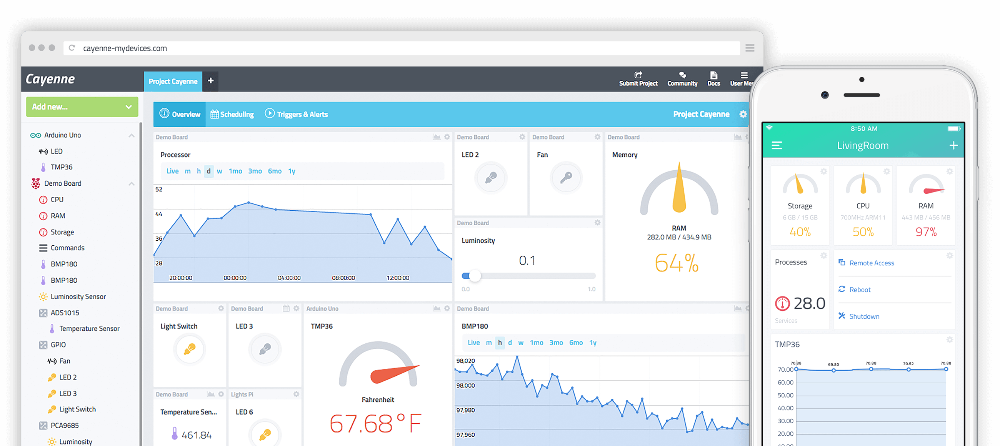 cayenne-mydevices.com
Cayenne
Project Cayenne
+
Submit Project
Community
Docs
User Me
Add new...
Arduino Uno
LED
TMP36
Demo Board
CPU
RAM
Storage
Commands
BMP180
BMP180
Luminosity Sensor
ADS1015
Temperature Sensor
GPIO
Fan
LED 2
LED 3
Light Switch
PCA9685
Luminosity
Overview
Scheduling
Triggers & Alerts
Project Cayenne
Demo Board
Processor
Live m h d w 1mo 3mo 6mo 1y
52
44
36
28
20:00:00 00:00:00 04:00:00 08:00:00 12:00:00
Demo Board
LED 2
Demo Board
Fan
Demo Board
Luminosity
0.1
0.0 1.0
Demo Board
Memory
RAM
282.0 MB / 434.9 MB
64%
Demo Board
Light Switch
Demo Board
LED 3
Demo Board
Temperature Sen...
461.84
Lights Pi
LED 6
Arduino Uno
TMP36
Fahrenheit
67.68°F
Demo Board
BMP180
Live m h d w 1mo 3mo 6mo 1y
98,020
98,000
97,980
97,960
8:50 AM
LivingRoom
Storage
6 GB / 15 GB
40%
CPU
700MHz ARM11
50%
RAM
443 MB / 456 MB
97%
Processes
28.0
Services
Remote Access
Reboot
Shutdown
TMP36
70.88 69.80 70.88 70.52 70.88
70.00
60.00
50.00
40.00
30.00
20.00